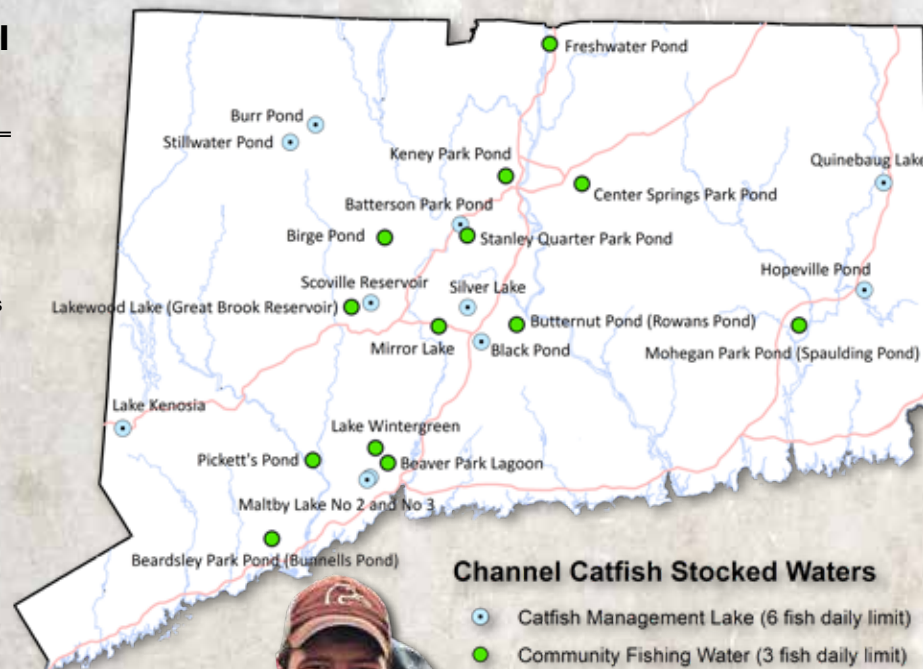 l
Freshwater Pond
Burr Pond
Stillwater Pond
Keney Park Pond
Quinebaug Lake
Center Springs Park Pond
Batterson Park Pond
Birge Pond
Stanley Quarter Park Pond
Hopeville Pond
Scoville Reservoir
Silver Lake
s
Lakewood Lake (Great Brook Reservoir)
Butternut Pond (Rowans Pond)
Mirror Lake
Black Pond
Mohegan Park Pond (Spaulding Pond)
Lake Kenosia
Lake Wintergreen
Pickett's Pond
Beaver Park Lagoon
Maltby Lake No 2 and No 3
Beardsley Park Pond (Bunnells Pond)
Channel Catfish Stocked Waters
Catfish Management Lake (6 fish daily limit)
Community Fishing Water (3 fish daily limit)